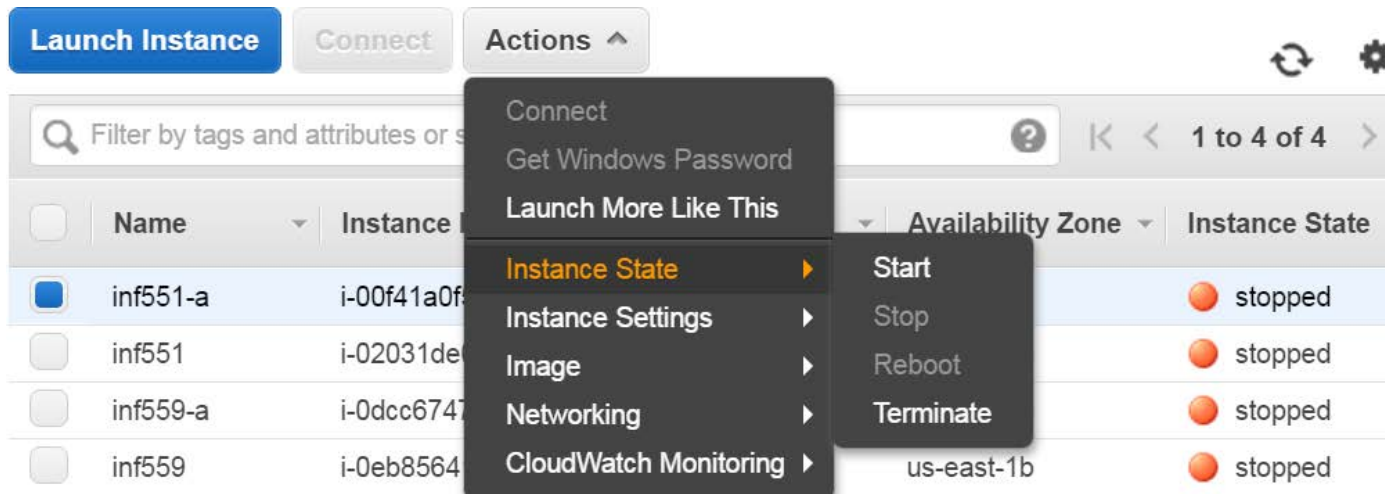 Launch Instance Connect Actions
Filter by tags and attributes or s 1 to 4 of 4
Name Instance Availability Zone Instance State
inf551-a i-00f41a0f stopped
inf551 i-02031de stopped
inf559-a i-0dcc6747 stopped
inf559 i-0eb8564 us-east-1b stopped
Connect
Get Windows Password
Launch More Like This
Instance State
Instance Settings
Image
Networking
CloudWatch Monitoring
Start
Stop
Reboot
Terminate